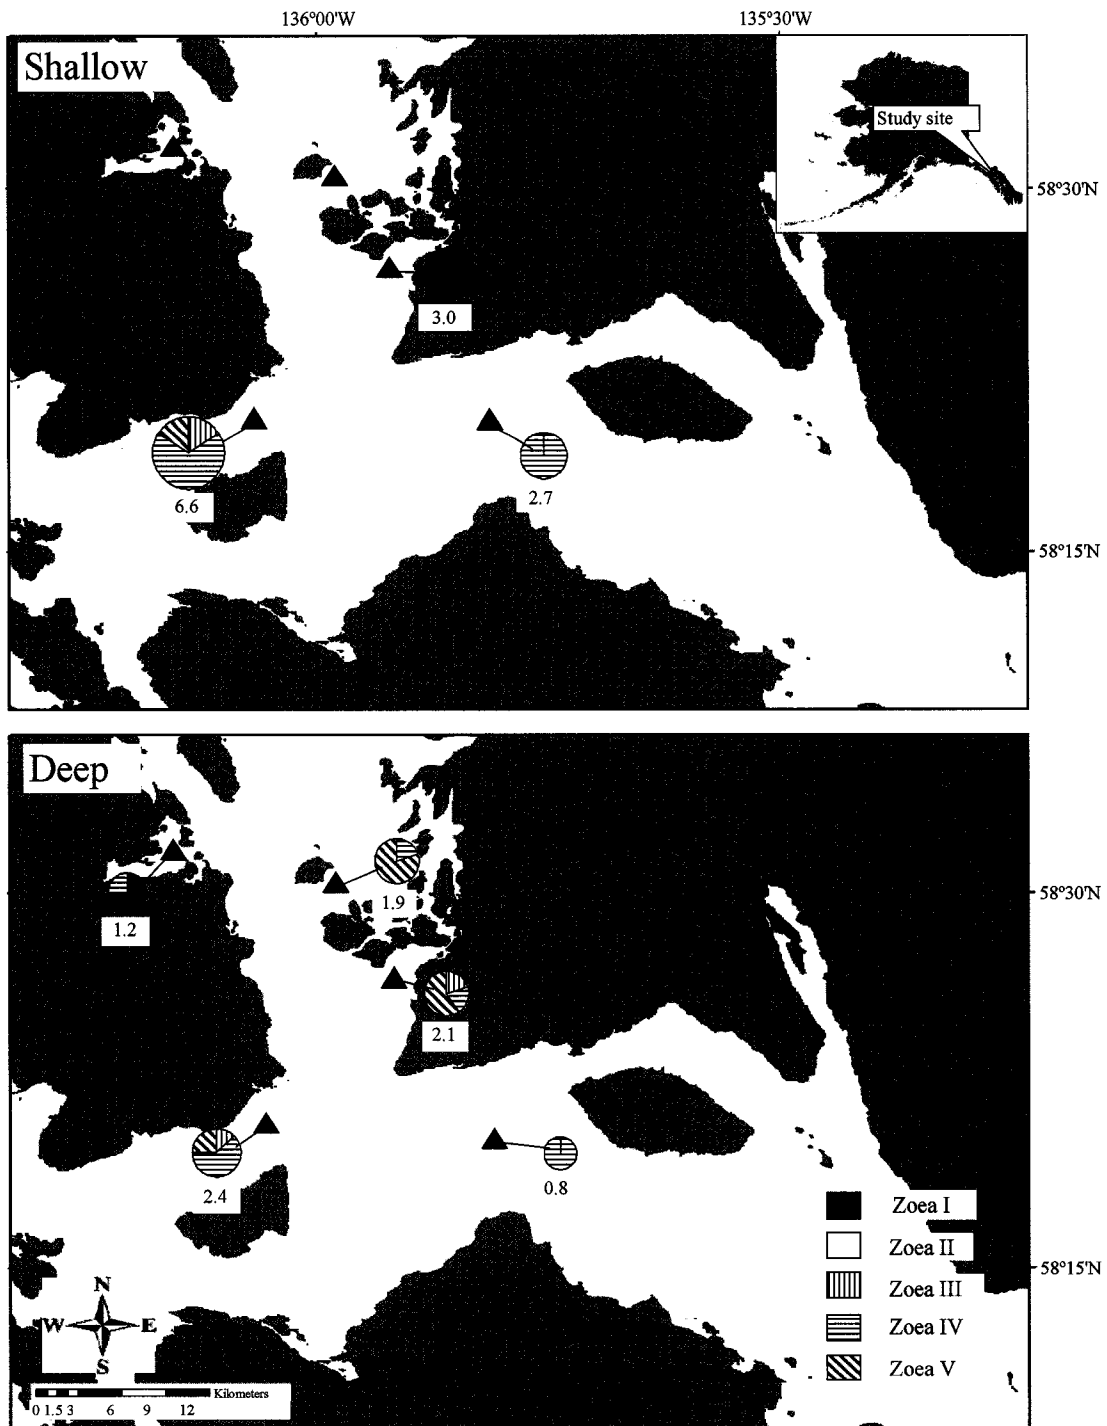 136°00'W
135°30'W
Shallow
Study site
58°30'N
3.0
6.6
2.7
58°15'N
Deep
58°30'N
1.9
1.2
2.1
2.4
0.8
Zoea I
Zoea II
58°15'N
Zoea III
Zoea IV
Zoea V
N
W
E
S
Kilometers
0 1.5 3 6 9 12